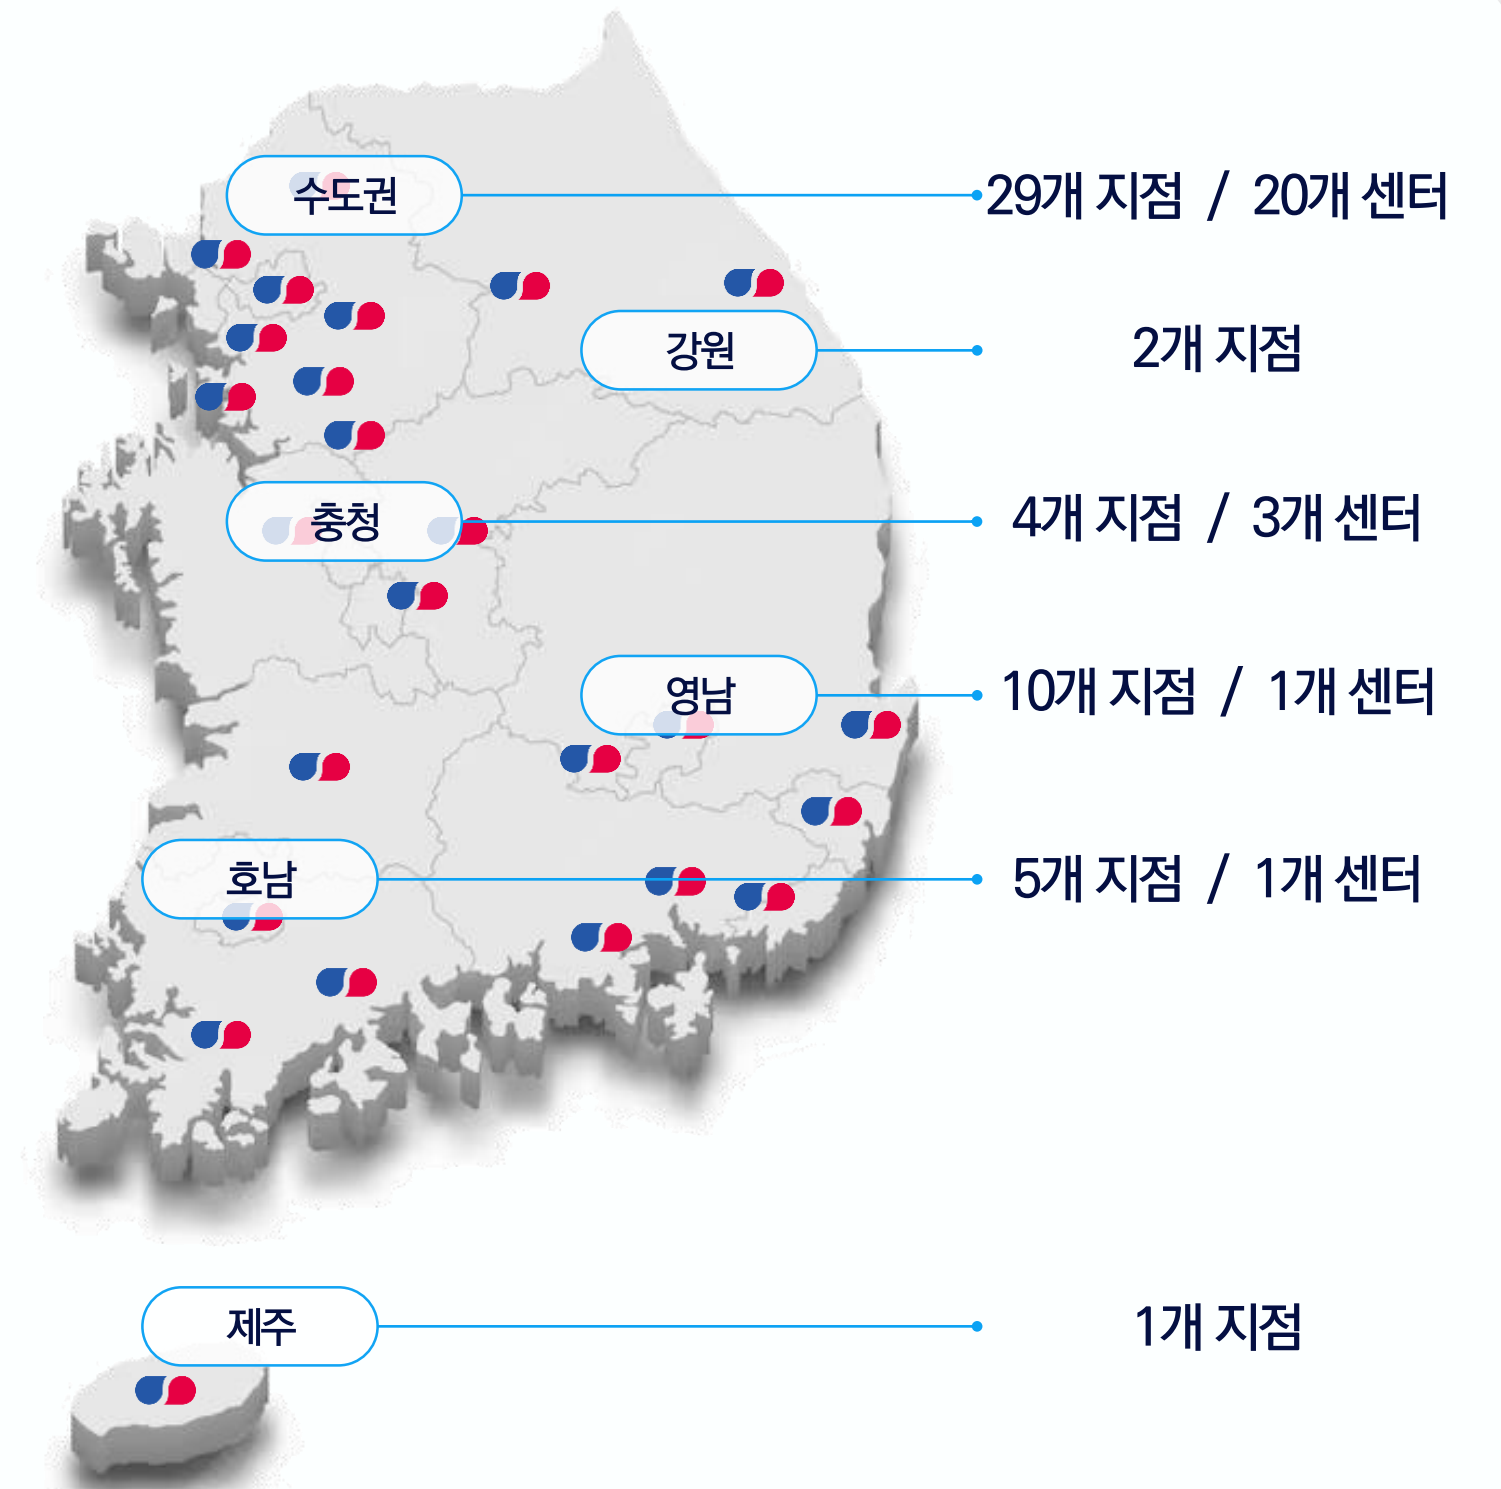 수도권 29개 지점 / 20개 센터
강원 2개 지점
충청 4개 지점 / 3개 센터
영남 10개 지점 / 1개 센터
호남 5개 지점 / 1개 센터
제주 1개 지점